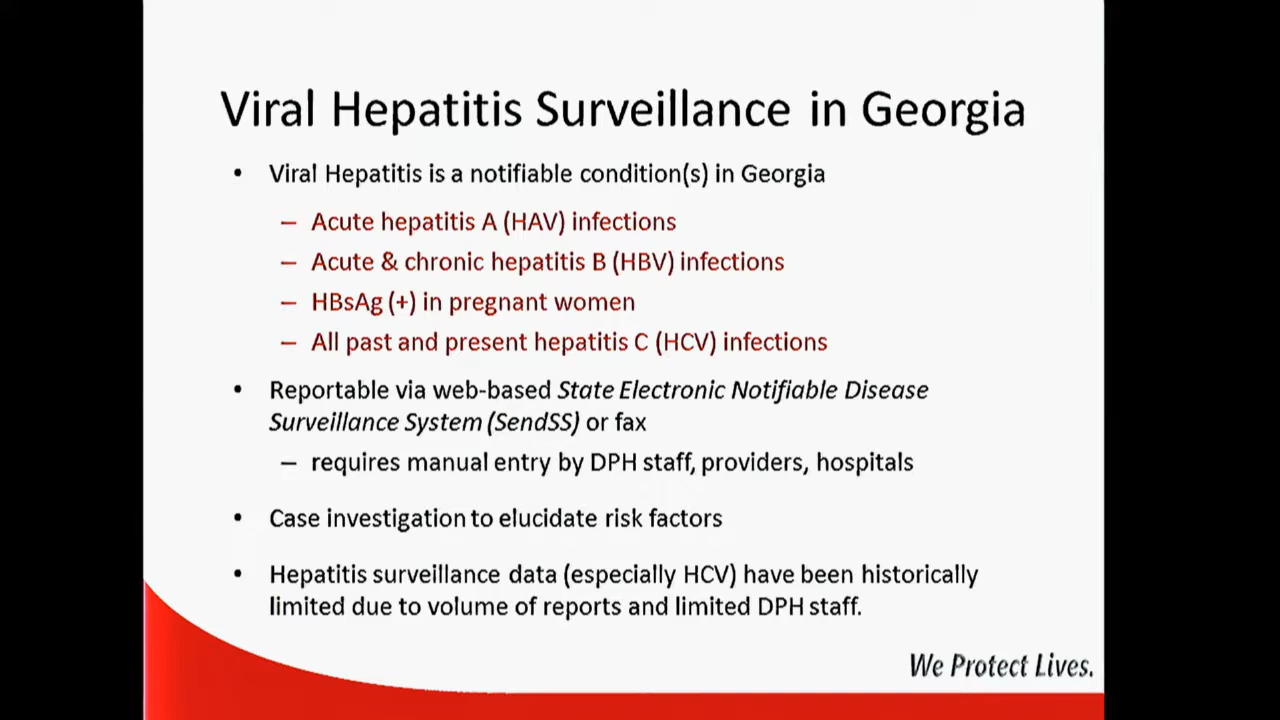 Viral Hepatitis Surveillance in Georgia
• Viral Hepatitis is a notifiable condition(s) in Georgia
– Acute hepatitis A (HAV) infections
– Acute & chronic hepatitis B (HBV) infections
– HBsAg (+) in pregnant women
– All past and present hepatitis C (HCV) infections
• Reportable via web-based State Electronic Notifiable Disease
Surveillance System (SendSS) or fax
– requires manual entry by DPH staff, providers, hospitals
• Case investigation to elucidate risk factors
• Hepatitis surveillance data (especially HCV) have been historically
limited due to volume of reports and limited DPH staff.
We Protect Lives.